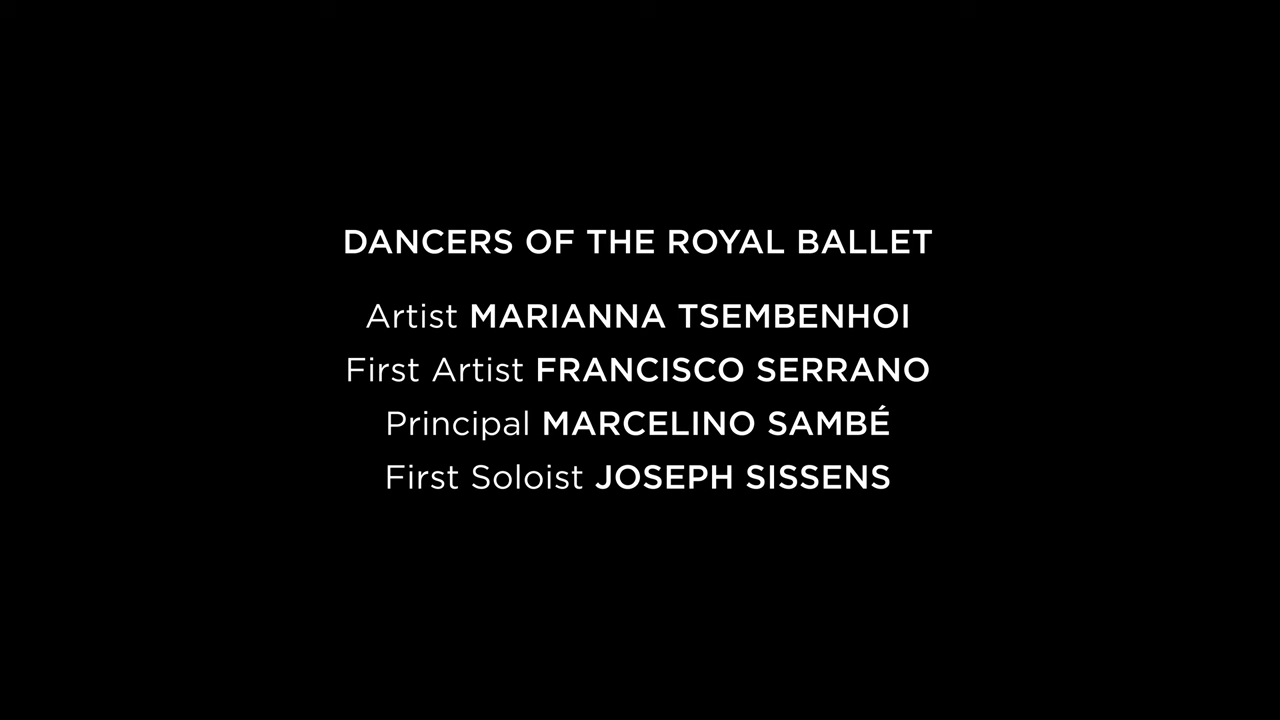 DANCERS OF THE ROYAL BALLET
Artist MARIANNA TSEMBENHOI
First Artist FRANCISCO SERRANO
Principal MARCELINO SAMBÉ
First Soloist JOSEPH SISSENS